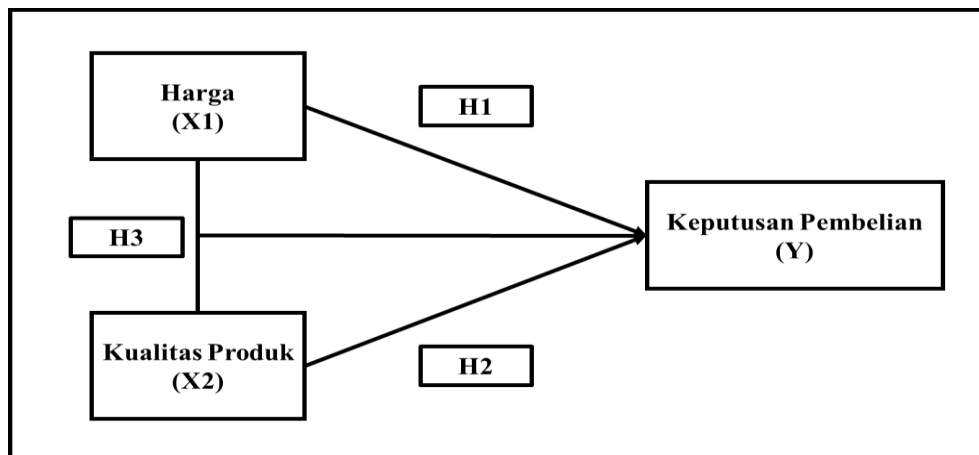 Harga
(X1)
H1
Keputusan Pembelian
(Y)
H3
Kualitas Produk
(X2)
H2